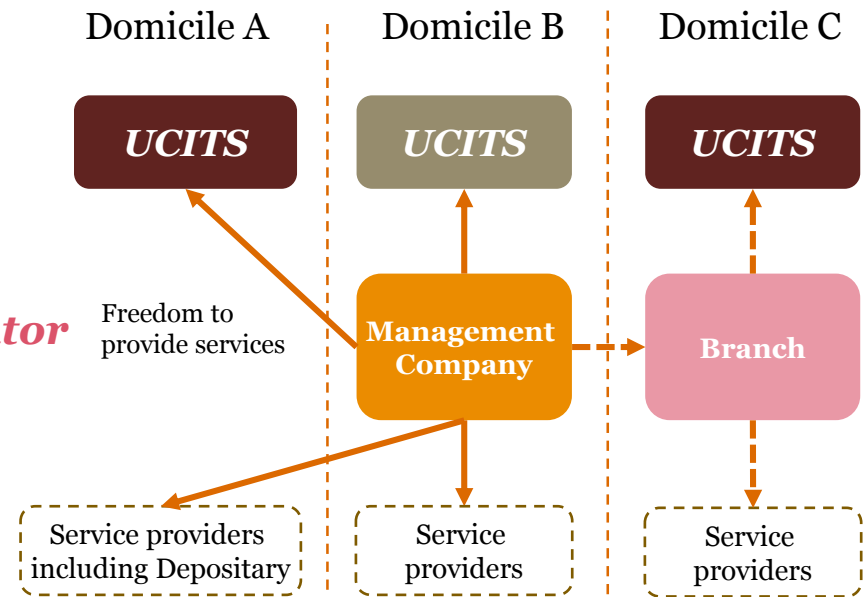 Domicile A
Domicile B
Domicile C
UCITS
UCITS
UCITS
Freedom to
provide services
Management
Company
Branch
Service providers
including Depositary
Service
providers
Service
providers